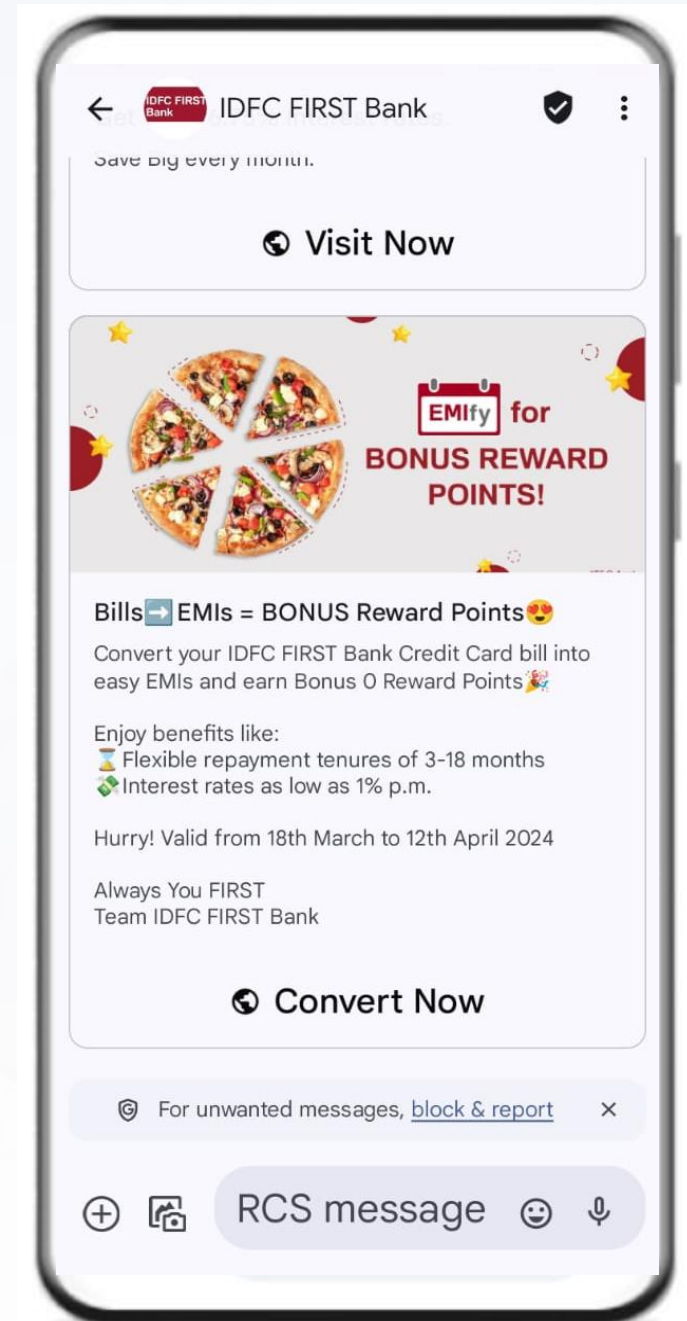 IDFC FIRST
Bank
IDFC FIRST Bank
Save Big every month.
Visit Now
EMIfy for
BONUS REWARD
POINTS!
Bills➡️EMIs = BONUS Reward Points😍
Convert your IDFC FIRST Bank Credit Card bill into
easy EMIs and earn Bonus 0 Reward Points🎉
Enjoy benefits like:
⌛Flexible repayment tenures of 3-18 months
💸Interest rates as low as 1% p.m.
Hurry! Valid from 18th March to 12th April 2024
Always You FIRST
Team IDFC FIRST Bank
Convert Now
For unwanted messages, block & report
RCS message